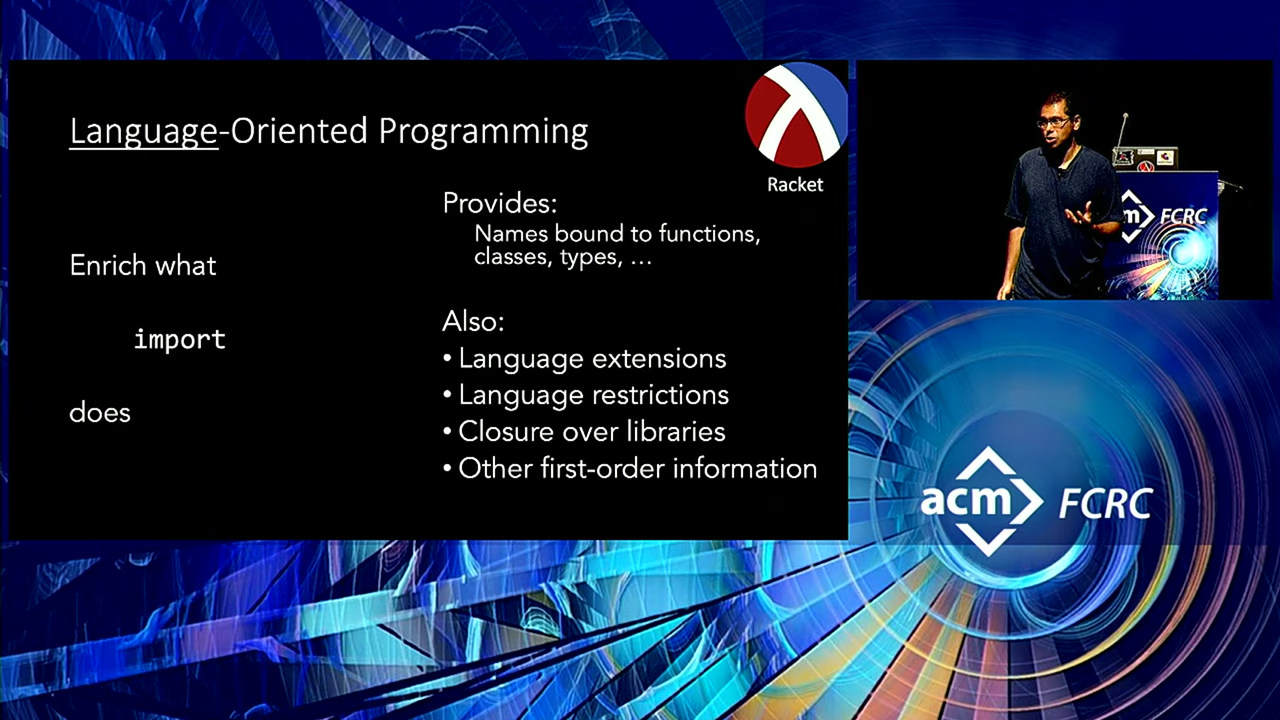 Language-Oriented Programming
Racket
Enrich what
import
does
Provides:
Names bound to functions,
classes, types, …
Also:
• Language extensions
• Language restrictions
• Closure over libraries
• Other first-order information
m FCRC
acm FCRC